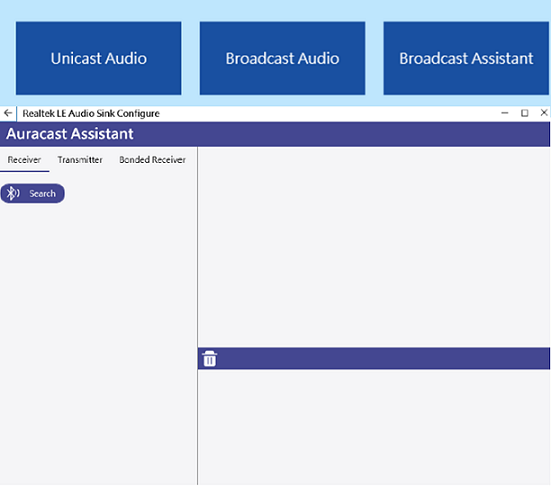 Unicast Audio
Broadcast Audio
Broadcast Assistant
Realtek LE Audio Sink Configure
Auracast Assistant
Receiver Transmitter Bonded Receiver
Search